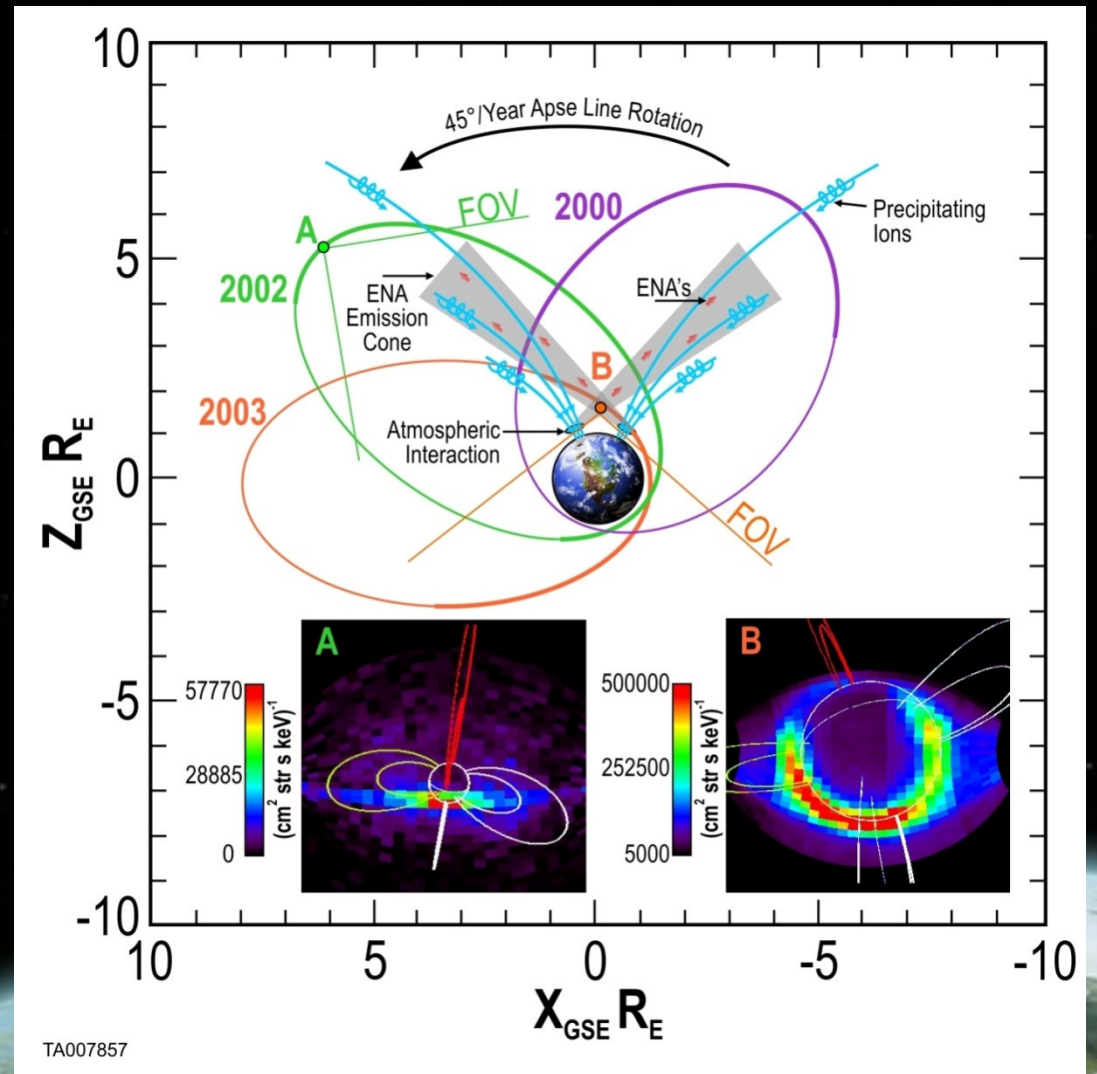 10
45°/Year Apse Line Rotation
FOV
2000
Precipitating
Ions
A
5
2002
ENA
Emission
Cone
ENA's
B
2003
Atmospheric
Interaction
Z_GSE R_E
0
FOV
A
B
57770
28885
0
(cm² str s keV)⁻¹
500000
252500
5000
(cm² str s keV)⁻¹
-5
-10
10
5
0
-5
-10
X_GSE R_E
TA007857